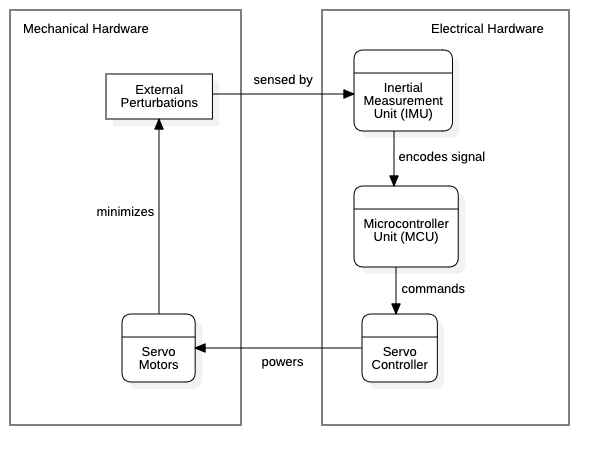 Mechanical Hardware
Electrical Hardware
External
Perturbations
sensed by
Inertial
Measurement
Unit (IMU)
encodes signal
minimizes
Microcontroller
Unit (MCU)
commands
Servo
Motors
powers
Servo
Controller